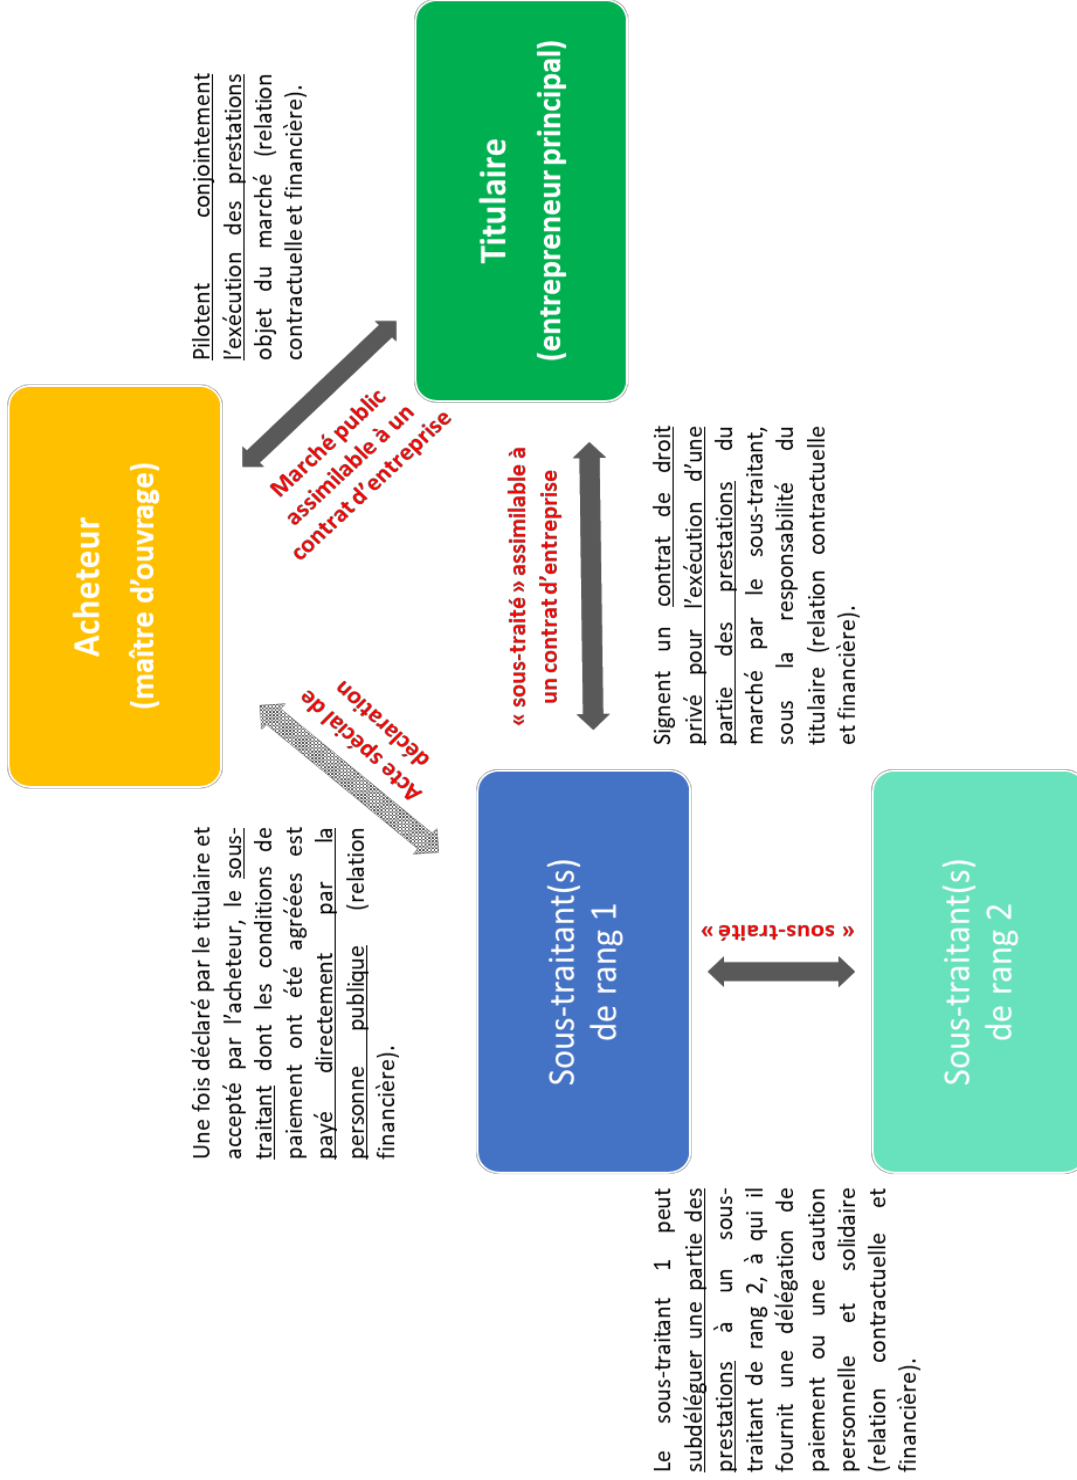 Acheteur
(maître d'ouvrage)
Une fois déclaré par le titulaire et
accepté par l'acheteur, le sous-
traitant dont les conditions de
paiement ont été agréées est
payé directement par la
personne publique (relation
financière).
Acte spécial de
déclaration
Marché public
assimilable à un
contrat d'entreprise
Pilotent conjointement
l'exécution des prestations
objet du marché (relation
contractuelle et financière).
Titulaire
(entrepreneur principal)
« sous-traité » assimilable à
un contrat d'entreprise
Sous-traitant(s)
de rang 1
Signent un contrat de droit
privé pour l'exécution d'une
partie des prestations du
marché par le sous-traitant,
sous la responsabilité du
titulaire (relation contractuelle
et financière).
Le sous-traitant 1 peut
subdéléguer une partie des
prestations à un sous-
traitant de rang 2, à qui il
fournit une délégation de
paiement ou une caution
personnelle et solidaire
(relation contractuelle et
financière).
« sous-traité »
Sous-traitant(s)
de rang 2